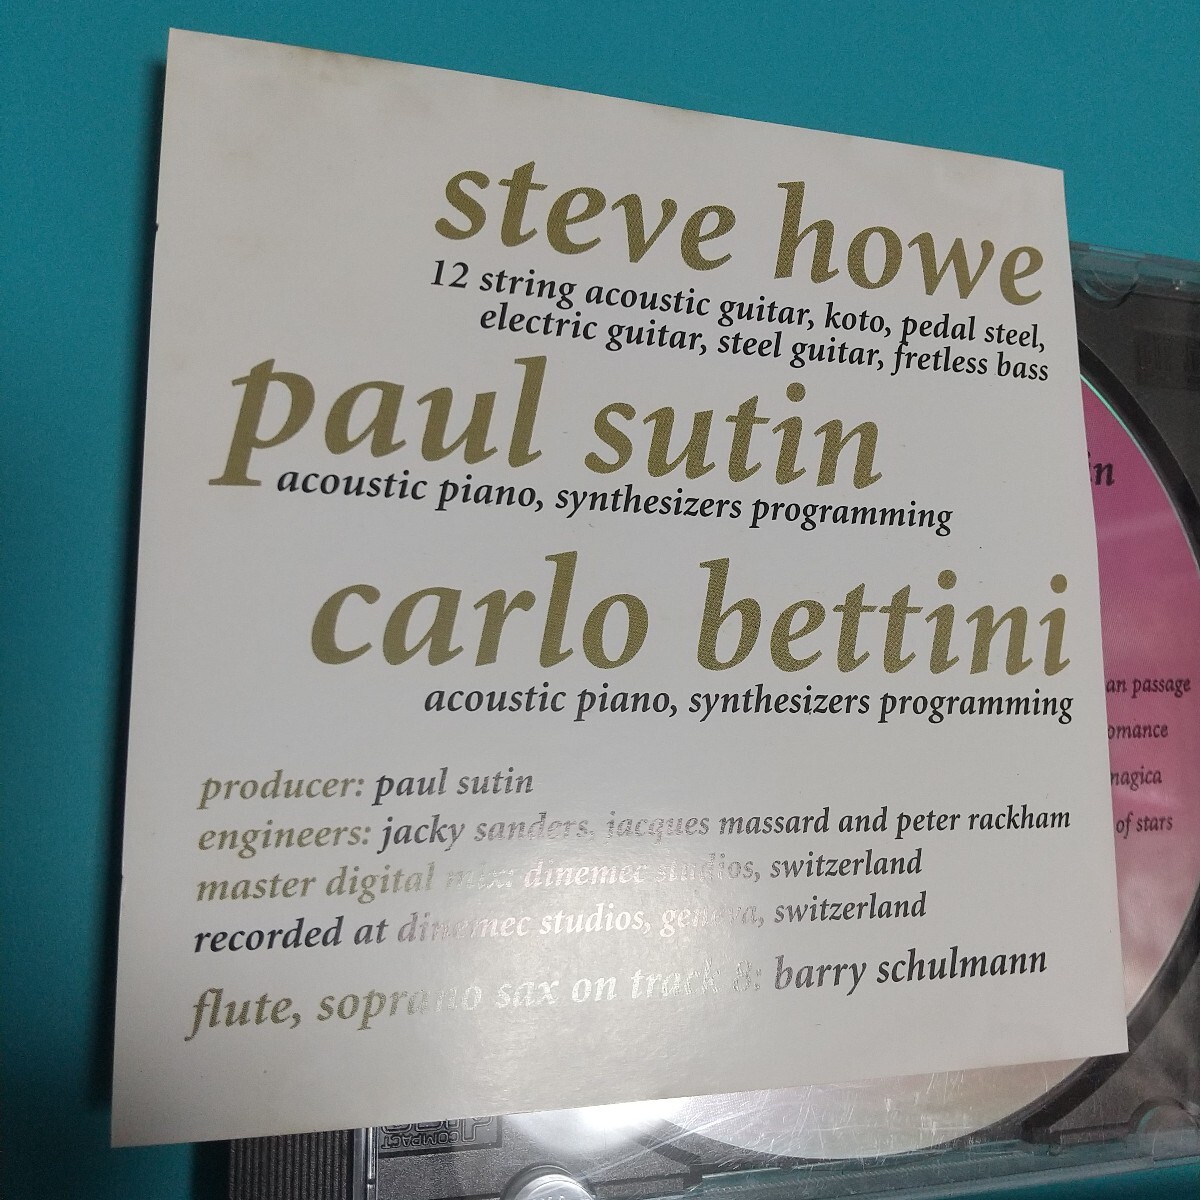 steve howe
12 string acoustic guitar, koto, pedal steel,
electric guitar, steel guitar, fretless bass
paul sutin
acoustic piano, synthesizers programming
carlo bettini
acoustic piano, synthesizers programming
producer: paul sutin
engineers: jacky sanders, jacques massard and peter rackham
master digital mix: dinemec studios, switzerland
recorded at dinemec studios, geneva, switzerland
flute, soprano sax on track 8: barry schulmann
in
an passage
omance
magica
of stars
COMPACT